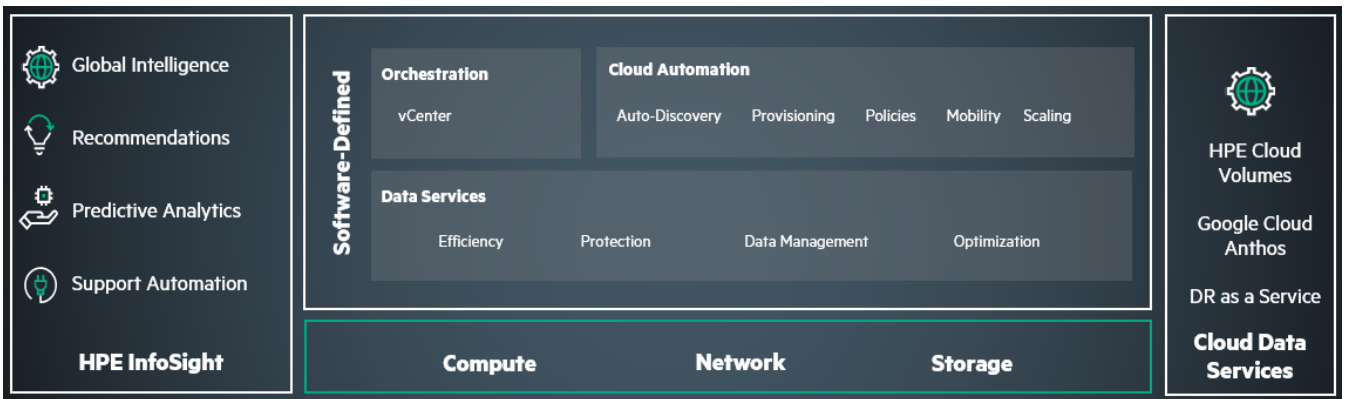 Global Intelligence
Recommendations
Predictive Analytics
Support Automation
HPE InfoSight
Software-Defined
Orchestration
vCenter
Cloud Automation
Auto-Discovery Provisioning Policies Mobility Scaling
Data Services
Efficiency Protection Data Management Optimization
Compute Network Storage
HPE Cloud
Volumes
Google Cloud
Anthos
DR as a Service
Cloud Data
Services